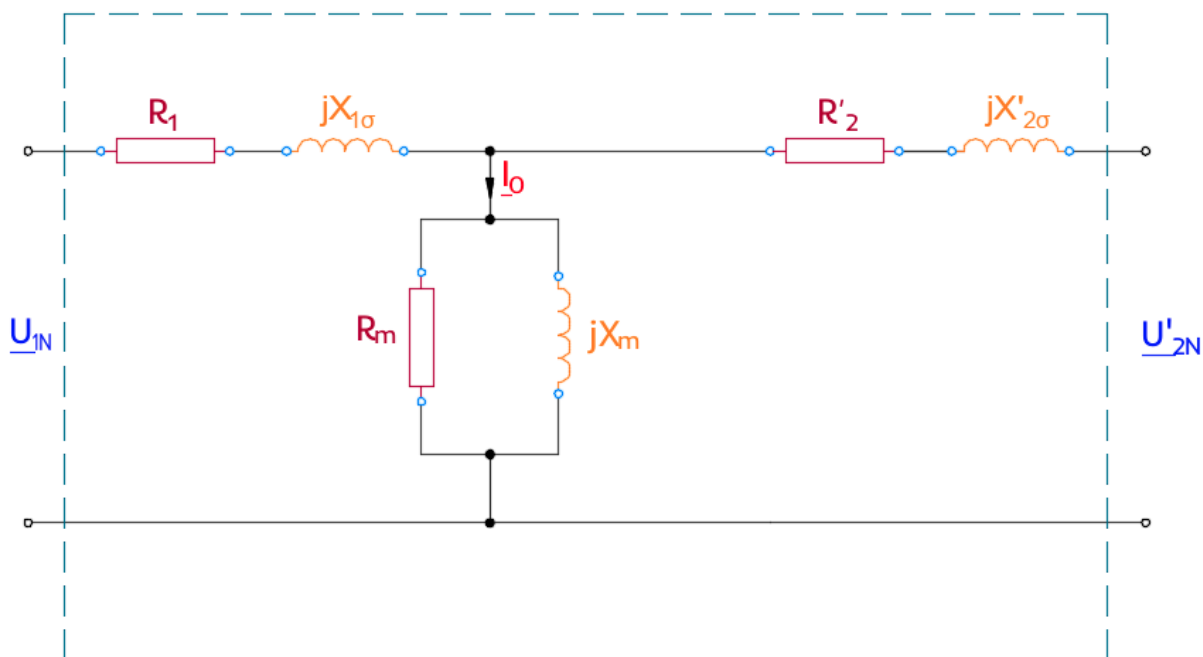 R₁
jX₁σ
R'₂
jX'₂σ
I₀
Rₘ
jXₘ
U₁N
U'₂N